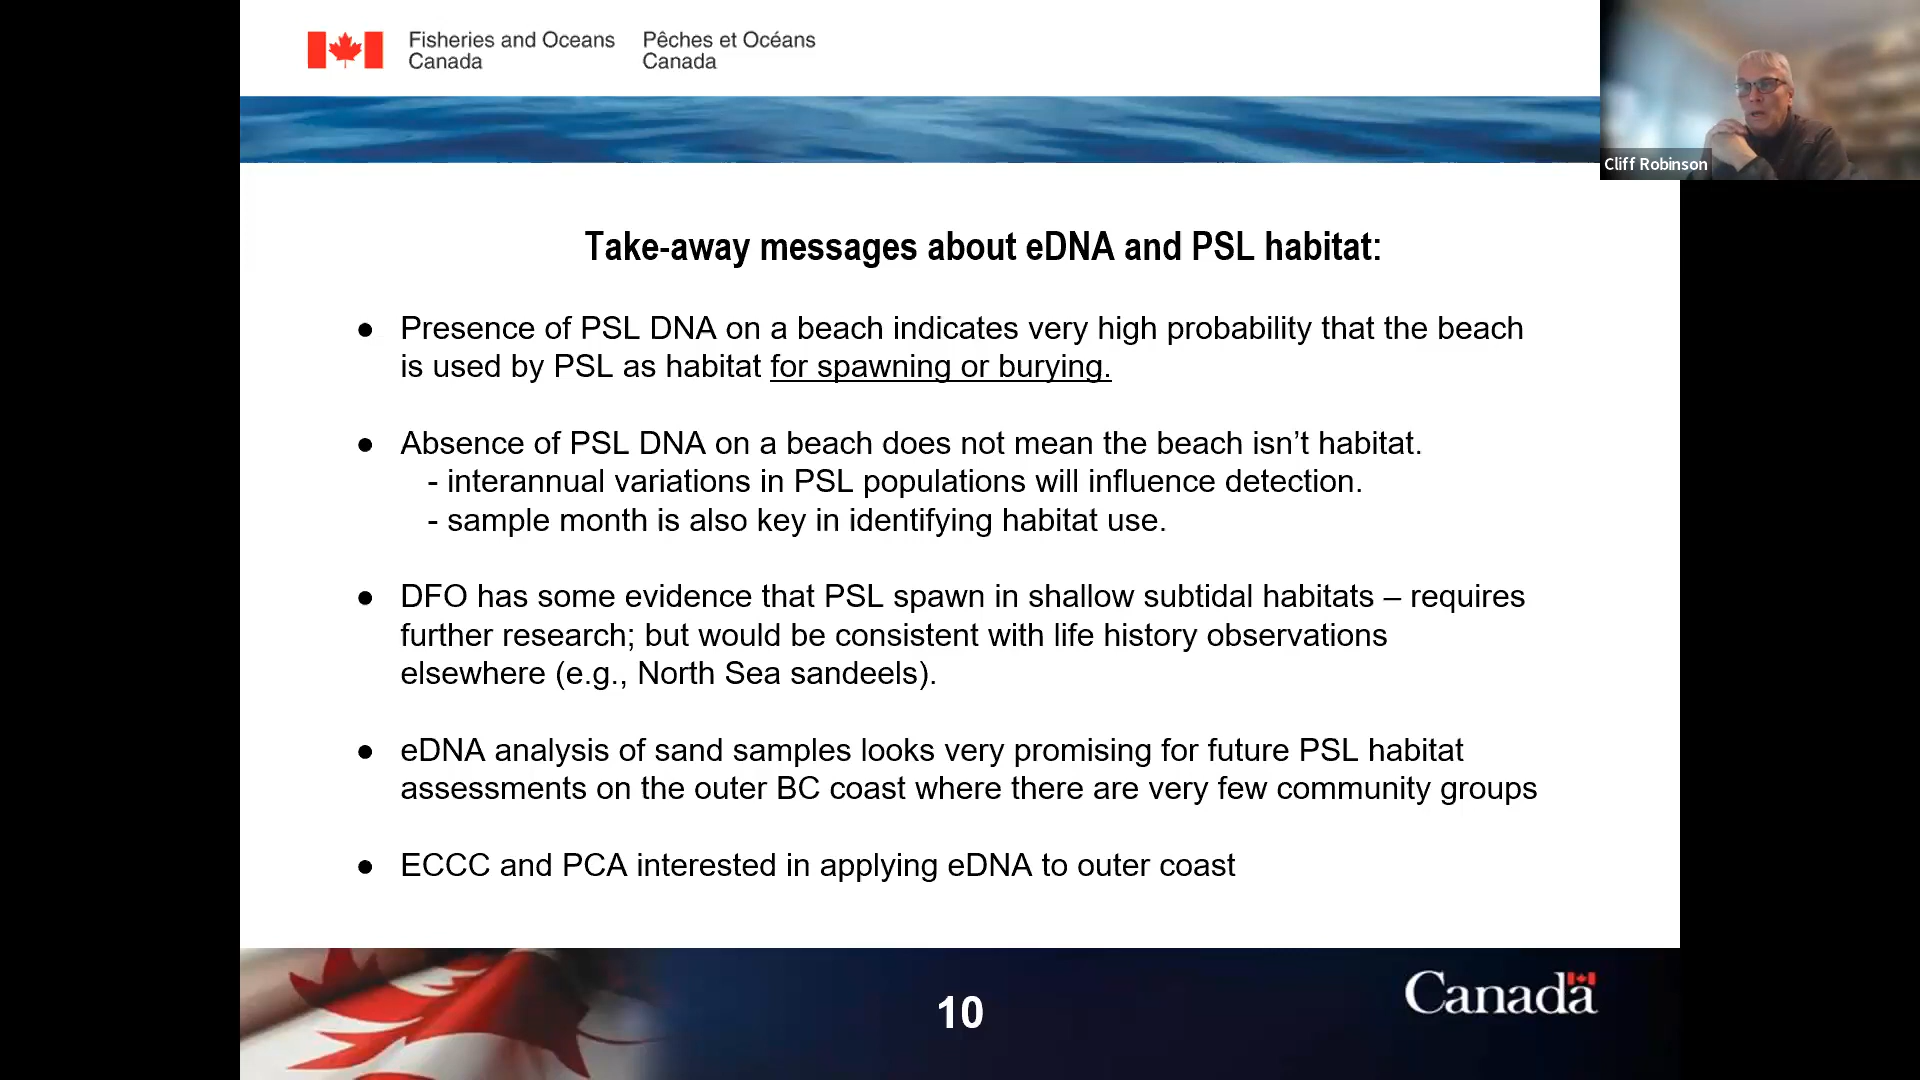 Fisheries and Oceans Canada
Pêches et Océans Canada
Cliff Robinson
Take-away messages about eDNA and PSL habitat:
● Presence of PSL DNA on a beach indicates very high probability that the beach
is used by PSL as habitat for spawning or burying.
● Absence of PSL DNA on a beach does not mean the beach isn’t habitat.
- interannual variations in PSL populations will influence detection.
- sample month is also key in identifying habitat use.
● DFO has some evidence that PSL spawn in shallow subtidal habitats – requires
further research; but would be consistent with life history observations
elsewhere (e.g., North Sea sandeels).
● eDNA analysis of sand samples looks very promising for future PSL habitat
assessments on the outer BC coast where there are very few community groups
● ECCC and PCA interested in applying eDNA to outer coast
10
Canada